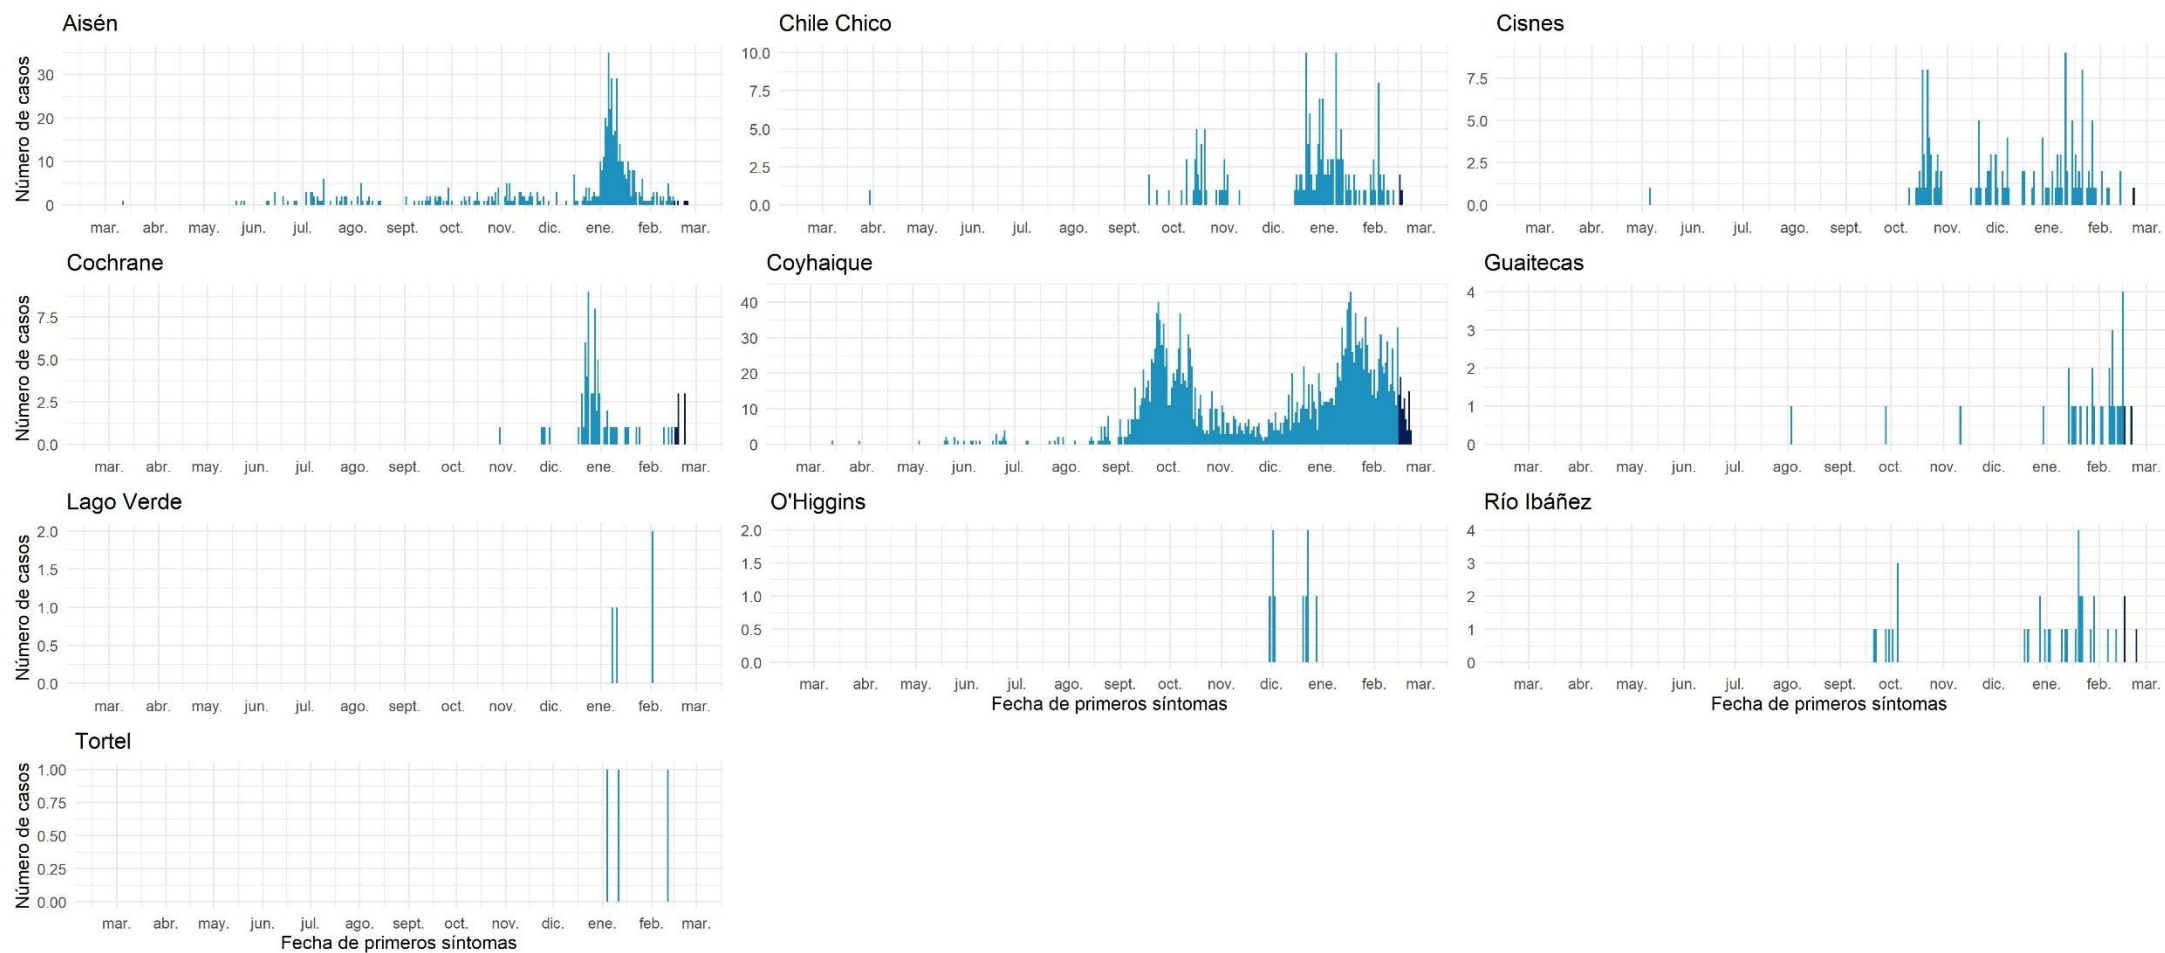 Aisén
Número de casos
30
20
10
0
mar. abr. may. jun. jul. ago. sept. oct. nov. dic. ene. feb. mar.
Chile Chico
10.0
7.5
5.0
2.5
0.0
mar. abr. may. jun. jul. ago. sept. oct. nov. dic. ene. feb. mar.
Cisnes
7.5
5.0
2.5
0.0
mar. abr. may. jun. jul. ago. sept. oct. nov. dic. ene. feb. mar.
Cochrane
Número de casos
7.5
5.0
2.5
0.0
mar. abr. may. jun. jul. ago. sept. oct. nov. dic. ene. feb. mar.
Coyhaique
40
30
20
10
0
mar. abr. may. jun. jul. ago. sept. oct. nov. dic. ene. feb. mar.
Guaitecas
4
3
2
1
0
mar. abr. may. jun. jul. ago. sept. oct. nov. dic. ene. feb. mar.
Lago Verde
Número de casos
2.0
1.5
1.0
0.5
0.0
mar. abr. may. jun. jul. ago. sept. oct. nov. dic. ene. feb. mar.
O'Higgins
2.0
1.5
1.0
0.5
0.0
mar. abr. may. jun. jul. ago. sept. oct. nov. dic. ene. feb. mar.
Fecha de primeros síntomas
Río Ibáñez
4
3
2
1
0
mar. abr. may. jun. jul. ago. sept. oct. nov. dic. ene. feb. mar.
Fecha de primeros síntomas
Tortel
Número de casos
1.00
0.75
0.50
0.25
0.00
mar. abr. may. jun. jul. ago. sept. oct. nov. dic. ene. feb. mar.
Fecha de primeros síntomas